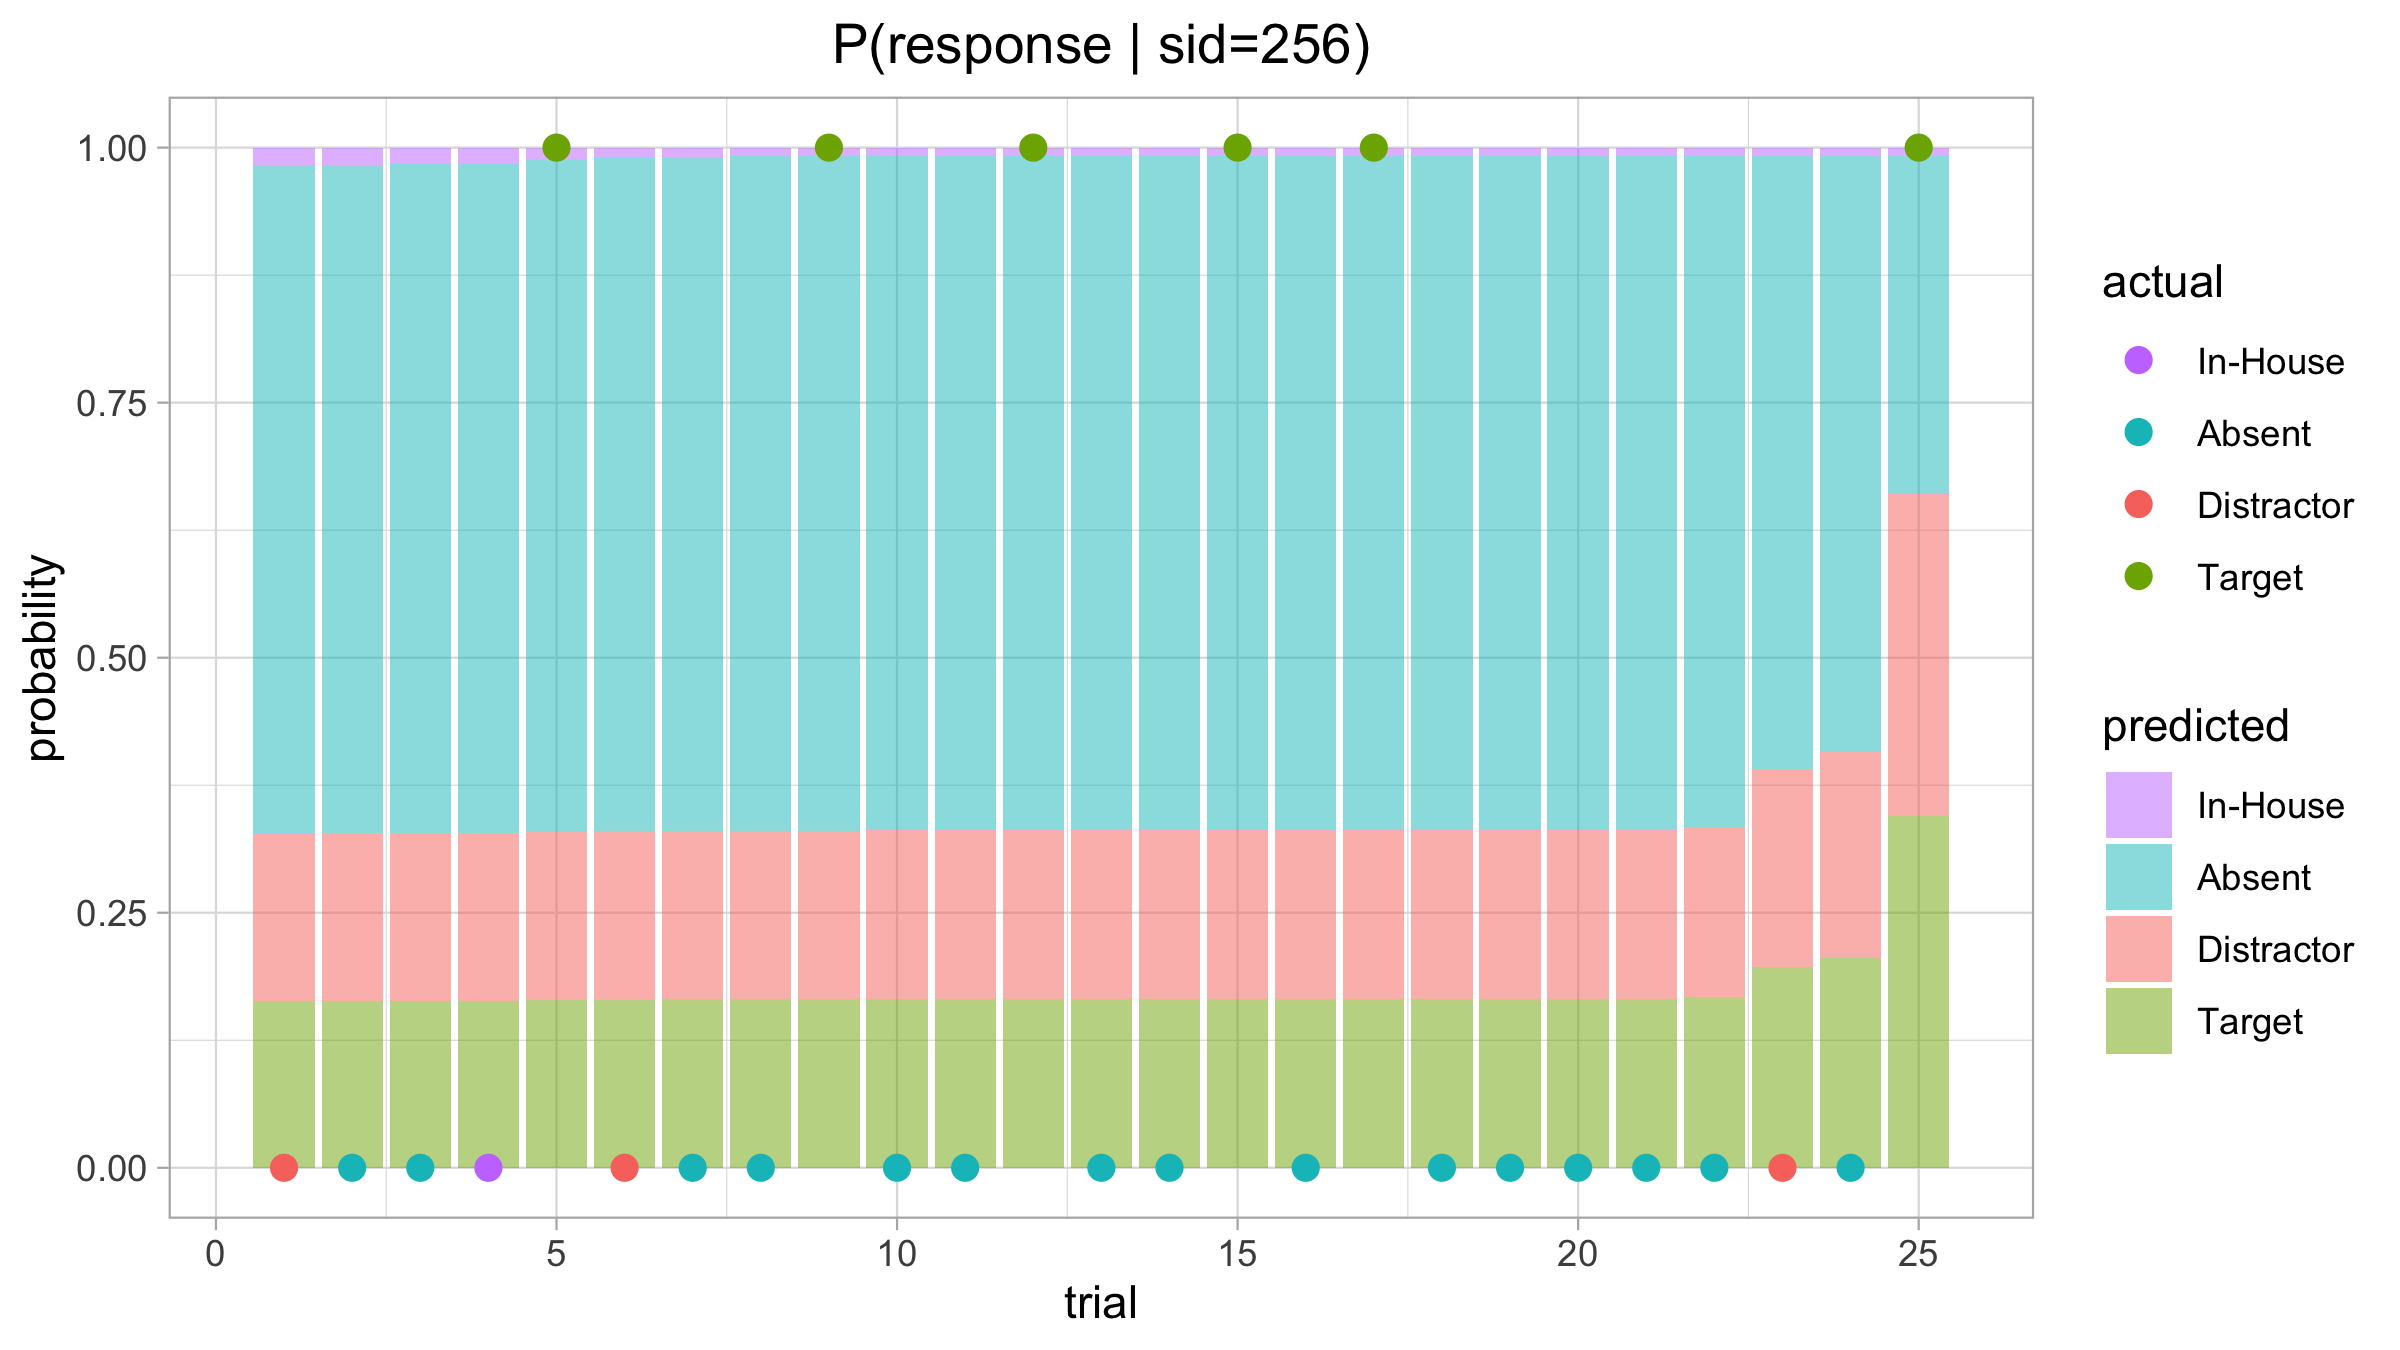 P(response | sid=256)
probability
1.00
0.75
0.50
0.25
0.00
0
5
10
15
20
25
trial
actual
In-House
Absent
Distractor
Target
predicted
In-House
Absent
Distractor
Target